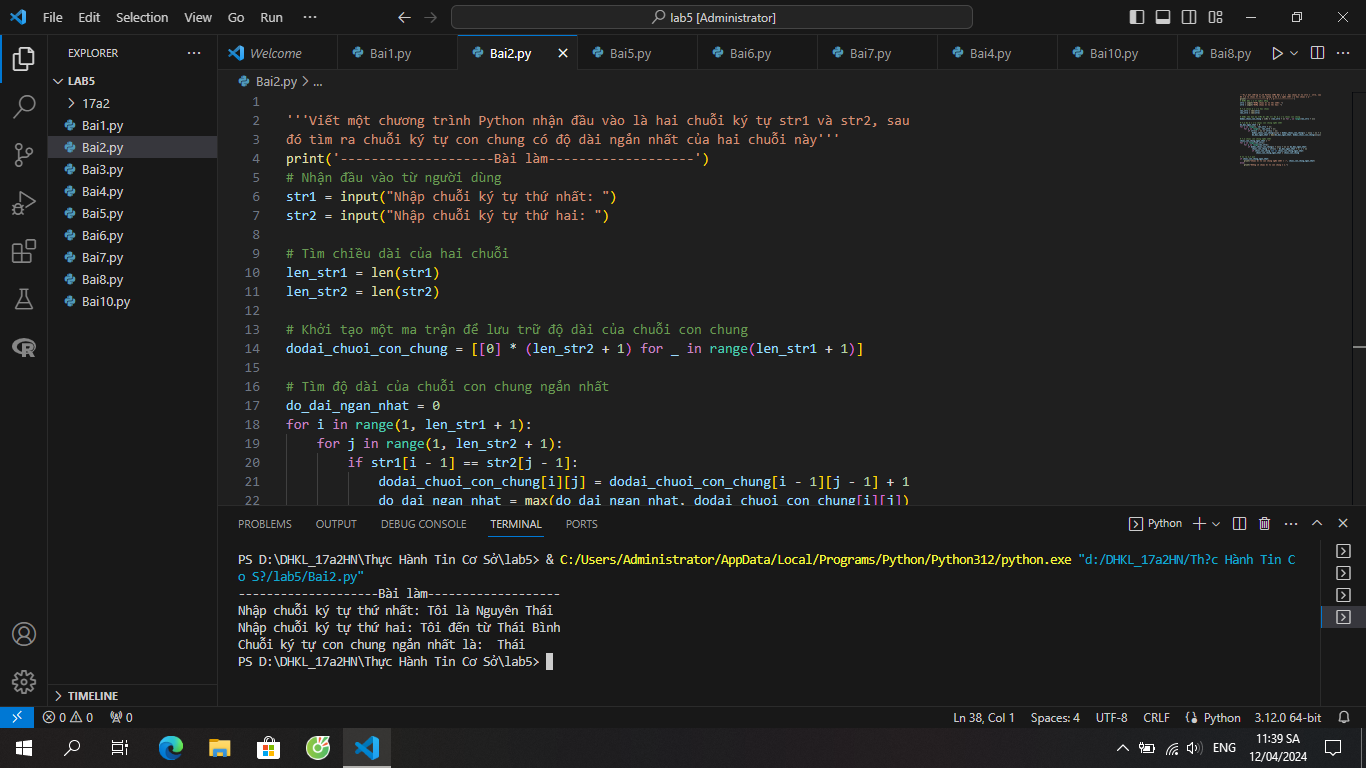 File Edit Selection View Go Run ··· lab5 [Administrator]
EXPLORER ···
LAB5
17a2
Bai1.py
Bai2.py
Bai3.py
Bai4.py
Bai5.py
Bai6.py
Bai7.py
Bai8.py
Bai10.py
TIMELINE
Welcome Bai1.py Bai2.py Bai5.py Bai6.py Bai7.py Bai4.py Bai10.py Bai8.py
Bai2.py > ...
1
2 '''Viết một chương trình Python nhận đầu vào là hai chuỗi ký tự str1 và str2, sau
3 đó tìm ra chuỗi ký tự con chung có độ dài ngắn nhất của hai chuỗi này'''
4 print('--------------------Bài làm-------------------')
5 # Nhận đầu vào từ người dùng
6 str1 = input("Nhập chuỗi ký tự thứ nhất: ")
7 str2 = input("Nhập chuỗi ký tự thứ hai: ")
8
9 # Tìm chiều dài của hai chuỗi
10 len_str1 = len(str1)
11 len_str2 = len(str2)
12
13 # Khởi tạo một ma trận để lưu trữ độ dài của chuỗi con chung
14 dodai_chuoi_con_chung = [[0] * (len_str2 + 1) for _ in range(len_str1 + 1)]
15
16 # Tìm độ dài của chuỗi con chung ngắn nhất
17 do_dai_ngan_nhat = 0
18 for i in range(1, len_str1 + 1):
19 for j in range(1, len_str2 + 1):
20 if str1[i - 1] == str2[j - 1]:
21 dodai_chuoi_con_chung[i][j] = dodai_chuoi_con_chung[i - 1][j - 1] + 1
22 do_dai_ngan_nhat = max(do_dai_ngan_nhat, dodai_chuoi_con_chung[i][j])
PROBLEMS OUTPUT DEBUG CONSOLE TERMINAL PORTS Python
PS D:\DHKL_17a2HN\Thực Hành Tin Cơ Sở\lab5> & C:/Users/Administrator/AppData/Local/Programs/Python/Python312/python.exe "d:/DHKL_17a2HN/Th?c Hành Tin C
o S?/lab5/Bai2.py"
--------------------Bài làm-------------------
Nhập chuỗi ký tự thứ nhất: Tôi là Nguyên Thái
Nhập chuỗi ký tự thứ hai: Tôi đến từ Thái Bình
Chuỗi ký tự con chung ngắn nhất là:  Thái
PS D:\DHKL_17a2HN\Thực Hành Tin Cơ Sở\lab5>
0 0 0 Ln 38, Col 1 Spaces: 4 UTF-8 CRLF Python 3.12.0 64-bit
ENG 11:39 SA
12/04/2024